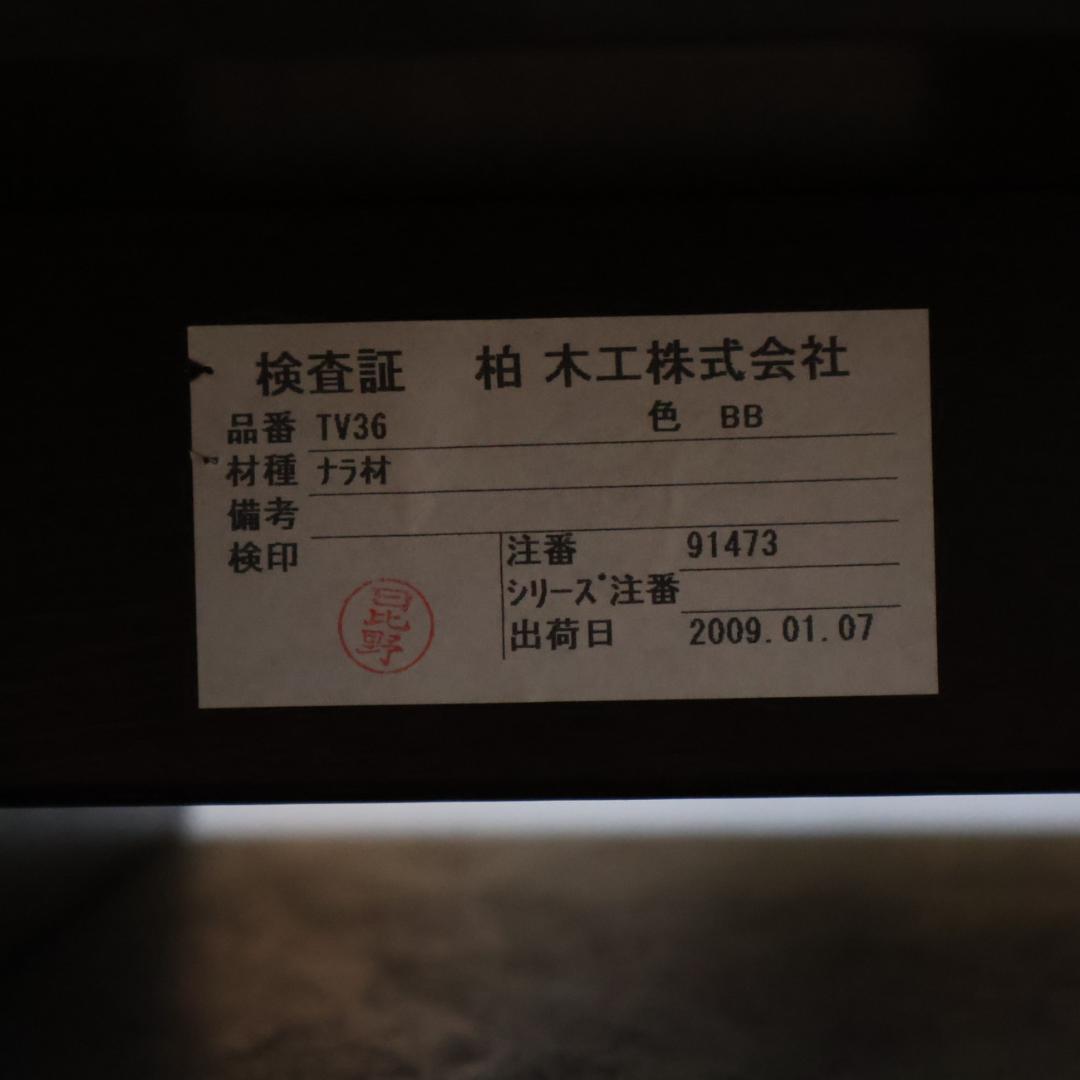 検査証 柏木工株式会社
品番 TV36 色 BB
材種 ナラ材
備考
検印 注番 91473
シリーズ注番
出荷日 2009.01.07
日比野